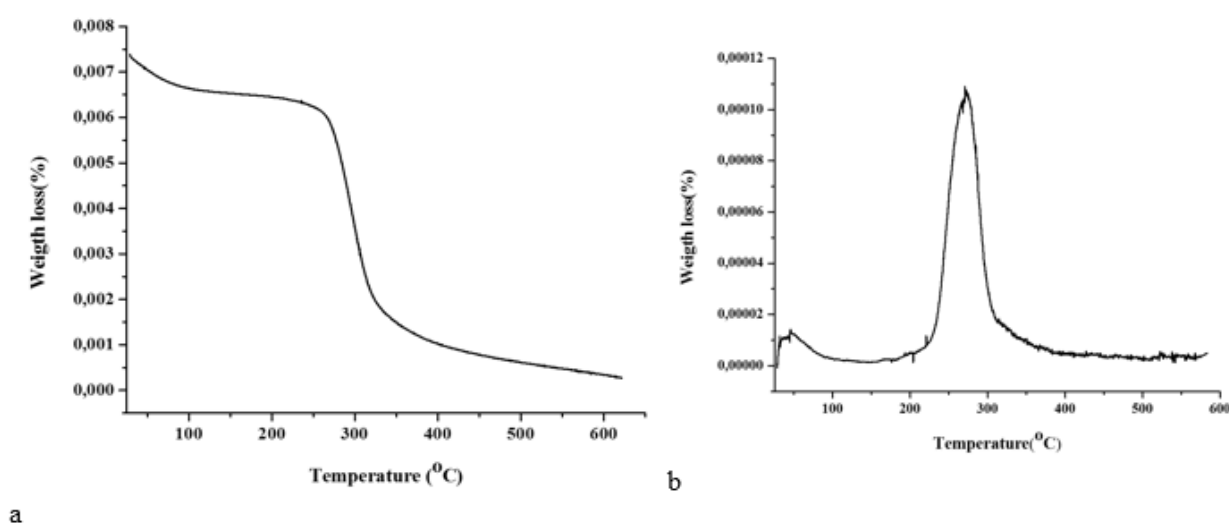 0,008
0,007
0,006
0,005
0,004
0,003
0,002
0,001
0,000
Weigth loss(%)
100 200 300 400 500 600
Temperature (°C)
a
0,00012
0,00010
0,00008
0,00006
0,00004
0,00002
0,00000
Weigth loss(%)
100 200 300 400 500 600
Temperature(°C)
b